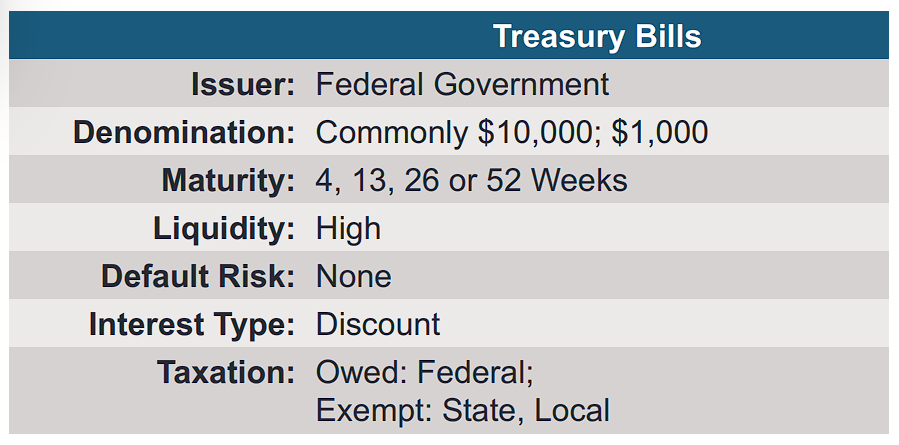 Treasury Bills
Issuer: Federal Government
Denomination: Commonly $10,000; $1,000
Maturity: 4, 13, 26 or 52 Weeks
Liquidity: High
Default Risk: None
Interest Type: Discount
Taxation: Owed: Federal;
Exempt: State, Local